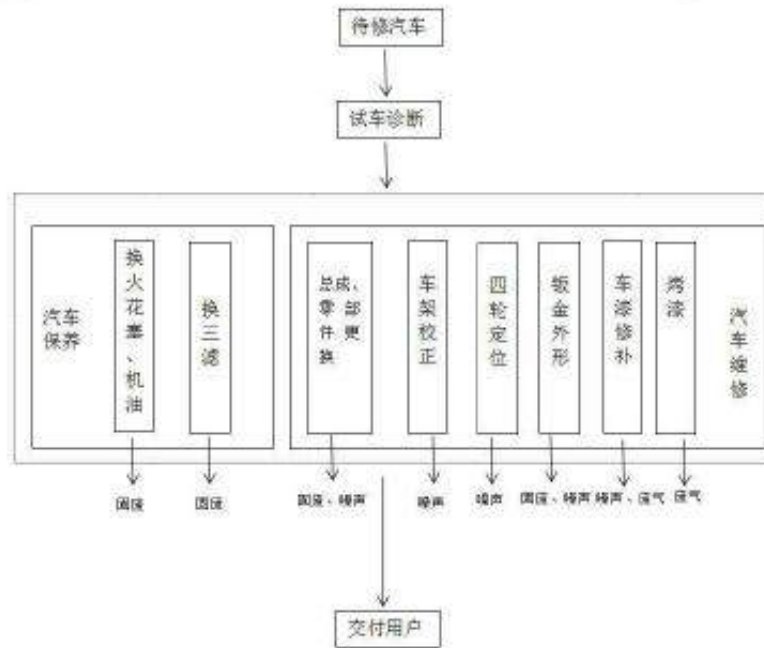 待修汽车
试车诊断
汽车
保养
换火花塞、机油
换三滤
总成、
零部
件更
换
车架校正
四轮定位
钣金外形
车漆修补
烤漆
汽车维修
固废
固废
固废、噪声
噪声
噪声
固废、噪声
噪声、废气
废气
交付用户